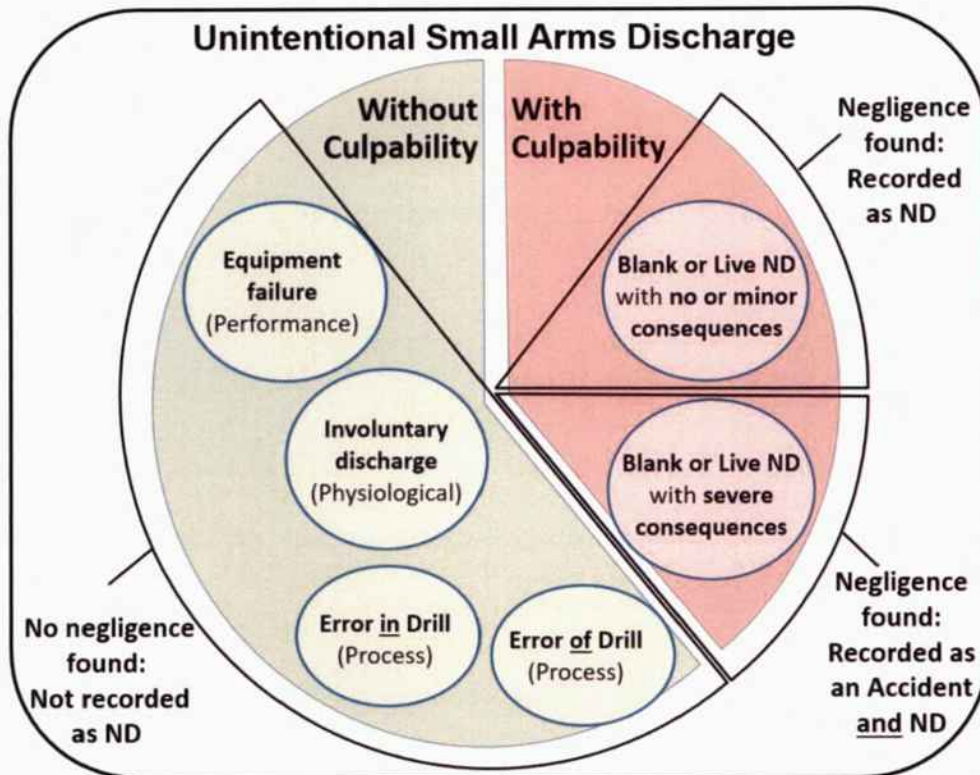 Unintentional Small Arms Discharge
Without
Culpability
With
Culpability
Negligence
found:
Recorded
as ND
Equipment
failure
(Performance)
Blank or Live ND
with no or minor
consequences
Involuntary
discharge
(Physiological)
Blank or Live ND
with severe
consequences
Error in Drill
(Process)
Error of Drill
(Process)
No negligence
found:
Not recorded
as ND
Negligence
found:
Recorded as
an Accident
and ND